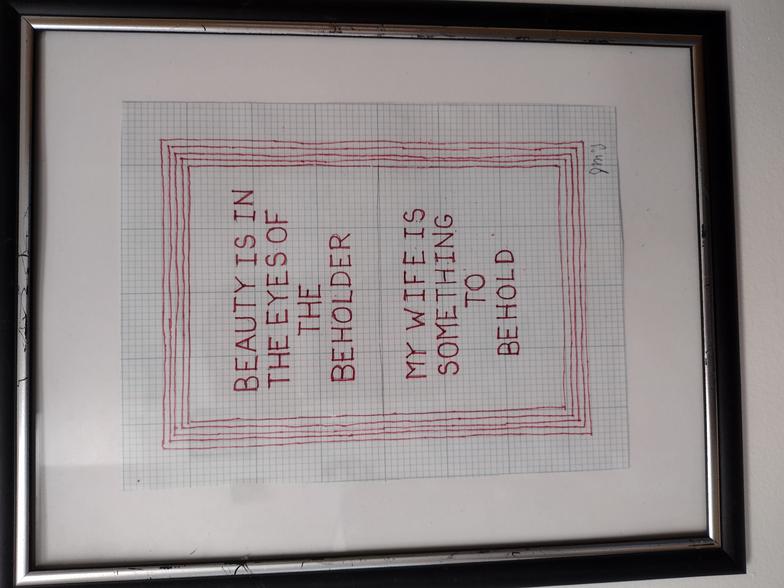 BEAUTY IS IN
THE EYES OF
THE
BEHOLDER
MY WIFE IS
SOMETHING
TO
BEHOLD